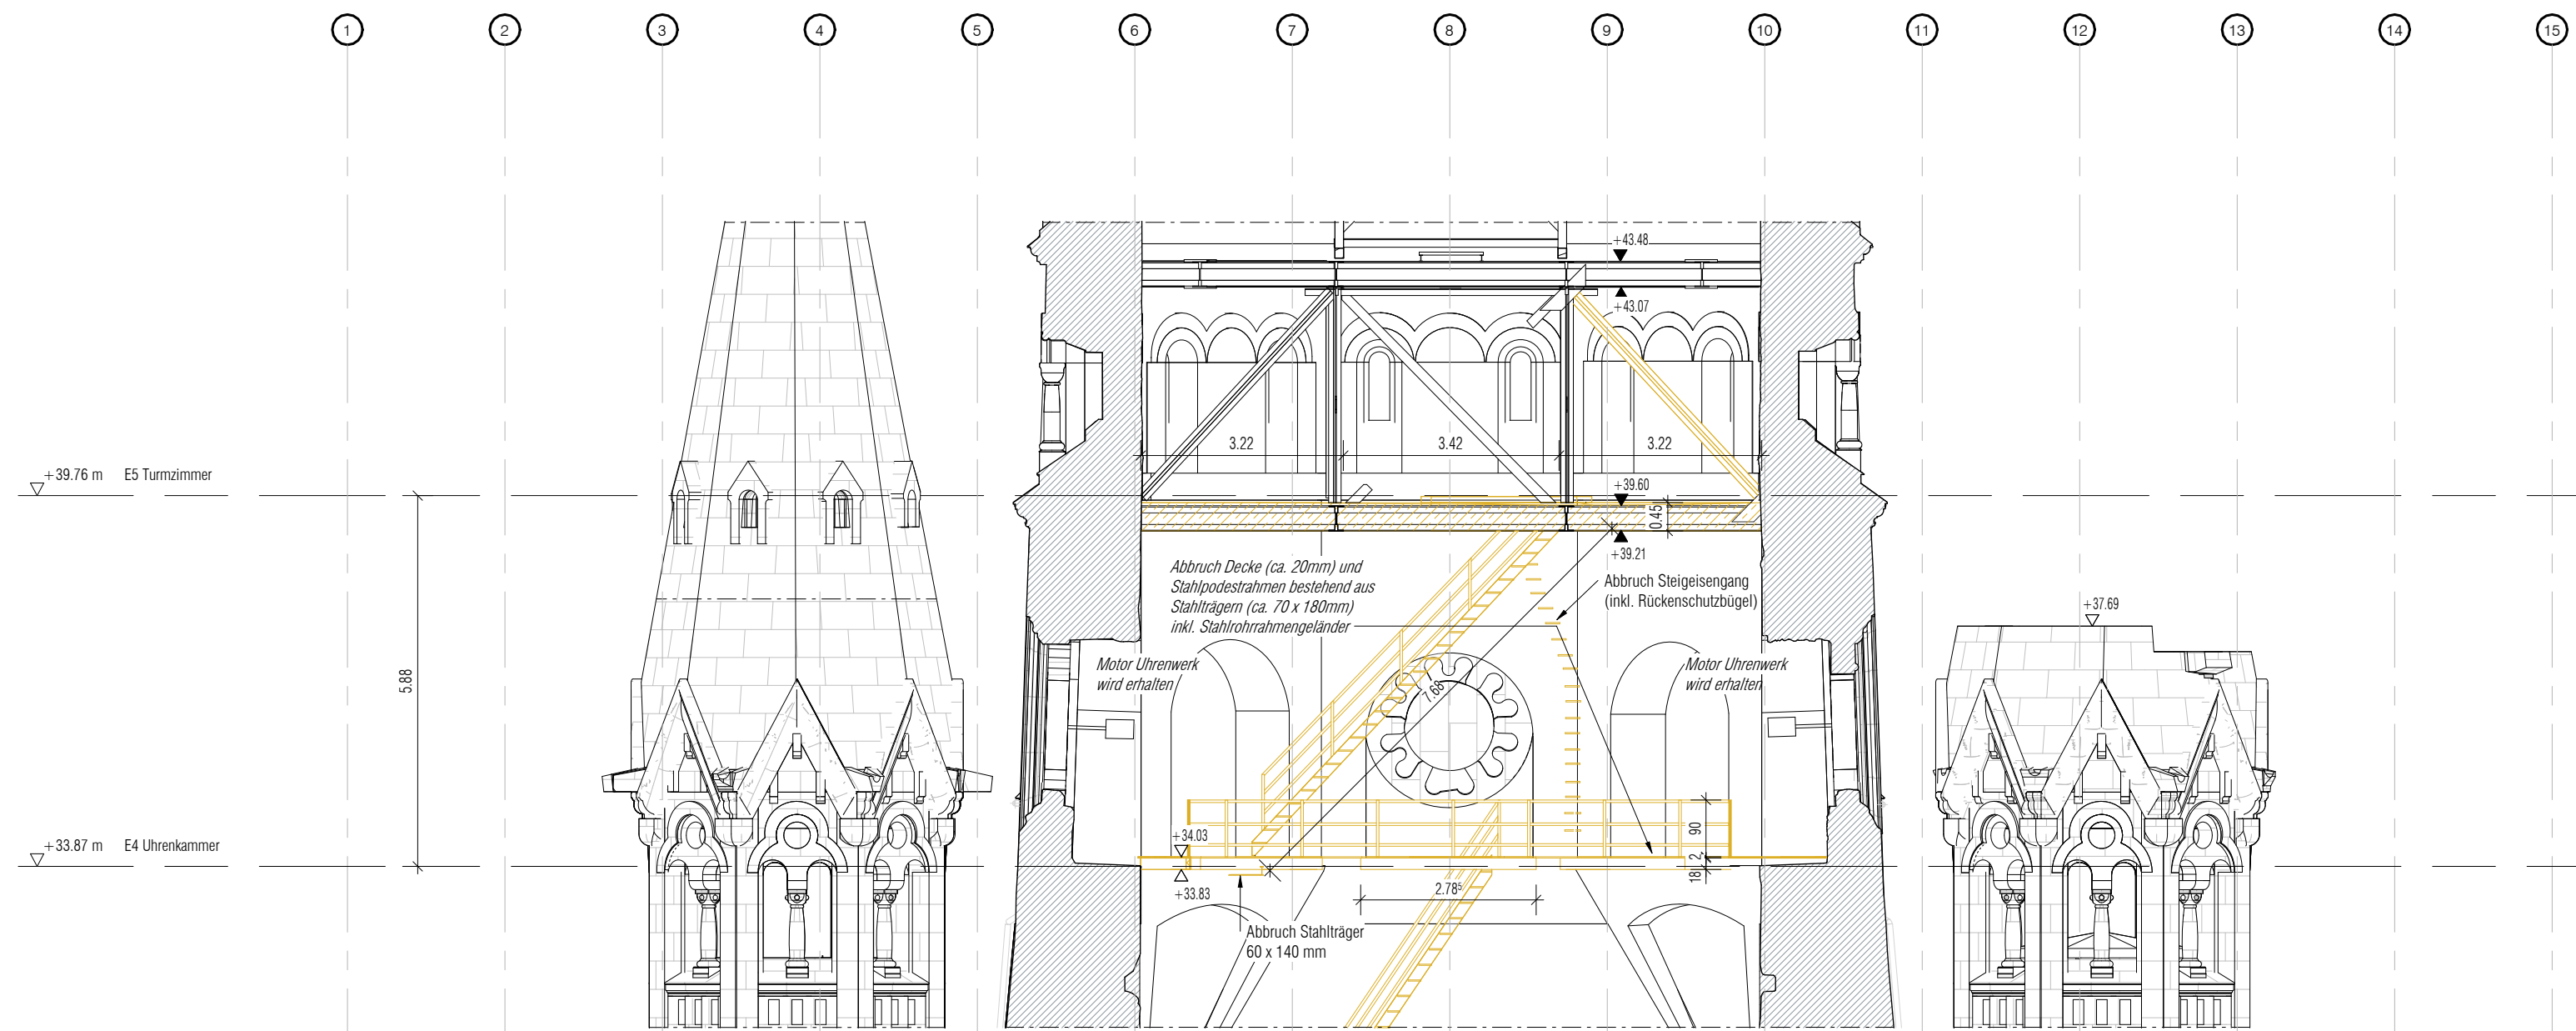 1 2 3 4 5 6 7 8 9 10 11 12 13 14 15
+43.48
+43.07
3.22 3.42 3.22
+39.76 m E5 Turmzimmer
+39.60
0.45
+39.21
Abbruch Decke (ca. 20mm) und
Stahlpodestrahmen bestehend aus
Stahlträgern (ca. 70 x 180mm)
inkl. Stahlrohrrahmengeländer
Abbruch Steigeisengang
(inkl. Rückenschutzbügel)
+37.69
Motor Uhrenwerk
wird erhalten
Motor Uhrenwerk
wird erhalten
5.88
7.68
+34.03
90
2
18
+33.87 m E4 Uhrenkammer
+33.83
2.78⁵
Abbruch Stahlträger
60 x 140 mm